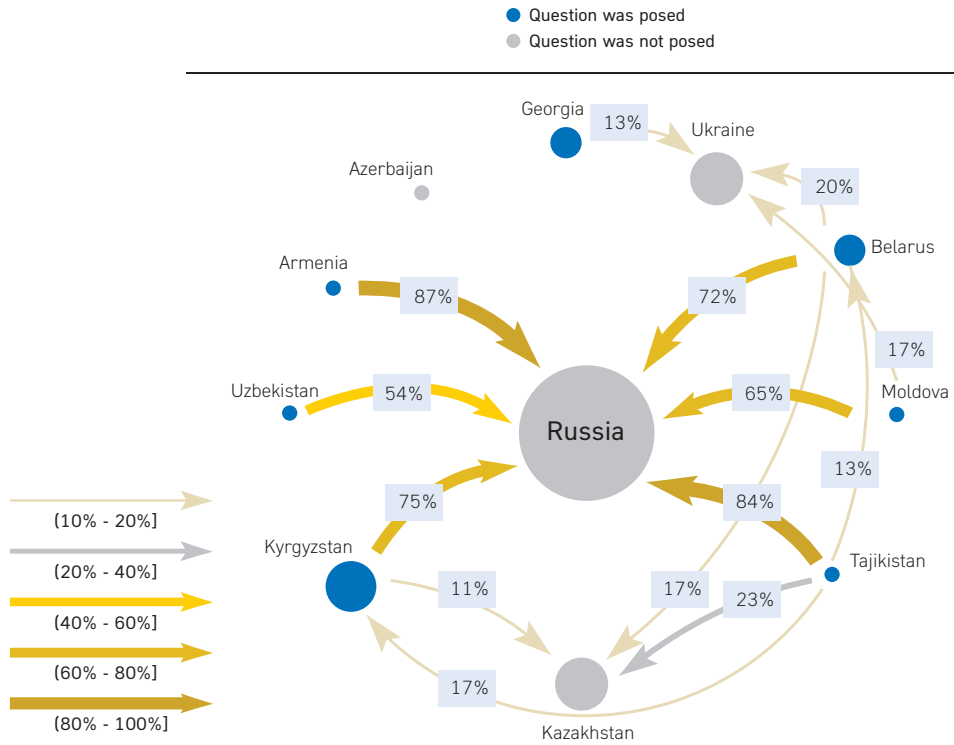 Question was posed
Question was not posed
Georgia
13%
Ukraine
Azerbaijan
20%
Belarus
Armenia
87%
72%
17%
Uzbekistan
54%
65%
Moldova
Russia
13%
75%
84%
(10% - 20%]
Kyrgyzstan
Tajikistan
(20% - 40%]
11%
17%
23%
(40% - 60%]
(60% - 80%]
17%
(80% - 100%]
Kazakhstan